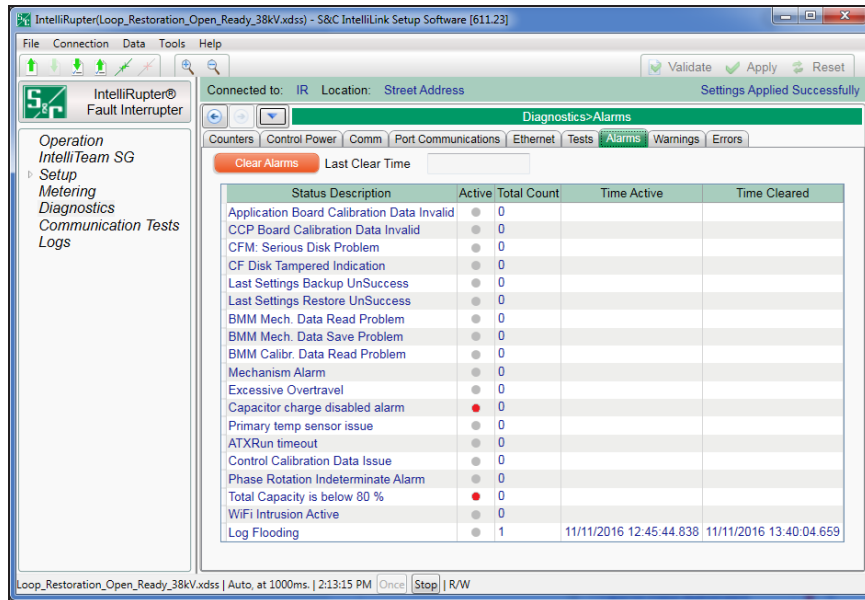 IntelliRupter(Loop_Restoration_Open_Ready_38kV.xdss) - S&C IntelliLink Setup Software [611.23]
File Connection Data Tools Help
Validate Apply Reset
S&C IntelliRupter®
Fault Interrupter
Connected to: IR Location: Street Address Settings Applied Successfully
Diagnostics>Alarms
Counters Control Power Comm Port Communications Ethernet Tests Alarms Warnings Errors
Clear Alarms Last Clear Time
Operation
IntelliTeam SG
Setup
Metering
Diagnostics
Communication Tests
Logs
Status Description Active Total Count Time Active Time Cleared
Application Board Calibration Data Invalid 0
CCP Board Calibration Data Invalid 0
CFM: Serious Disk Problem 0
CF Disk Tampered Indication 0
Last Settings Backup UnSuccess 0
Last Settings Restore UnSuccess 0
BMM Mech. Data Read Problem 0
BMM Mech. Data Save Problem 0
BMM Calibr. Data Read Problem 0
Mechanism Alarm 0
Excessive Overtravel 0
Capacitor charge disabled alarm 0
Primary temp sensor issue 0
ATXRun timeout 0
Control Calibration Data Issue 0
Phase Rotation Indeterminate Alarm 0
Total Capacity is below 80 % 0
WiFi Intrusion Active 0
Log Flooding 1 11/11/2016 12:45:44.838 11/11/2016 13:40:04.659
Loop_Restoration_Open_Ready_38kV.xdss | Auto, at 1000ms. | 2:13:15 PM Once Stop | R/W